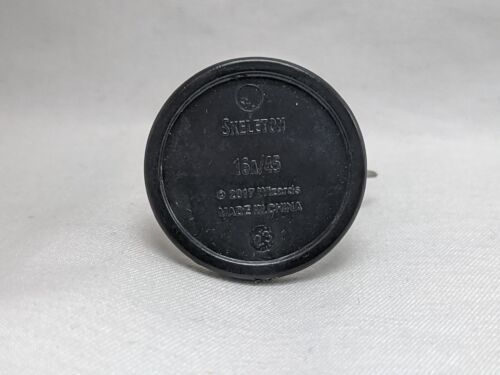 SKELETON
16A/45
© 2017 Wizards
MADE IN CHINA